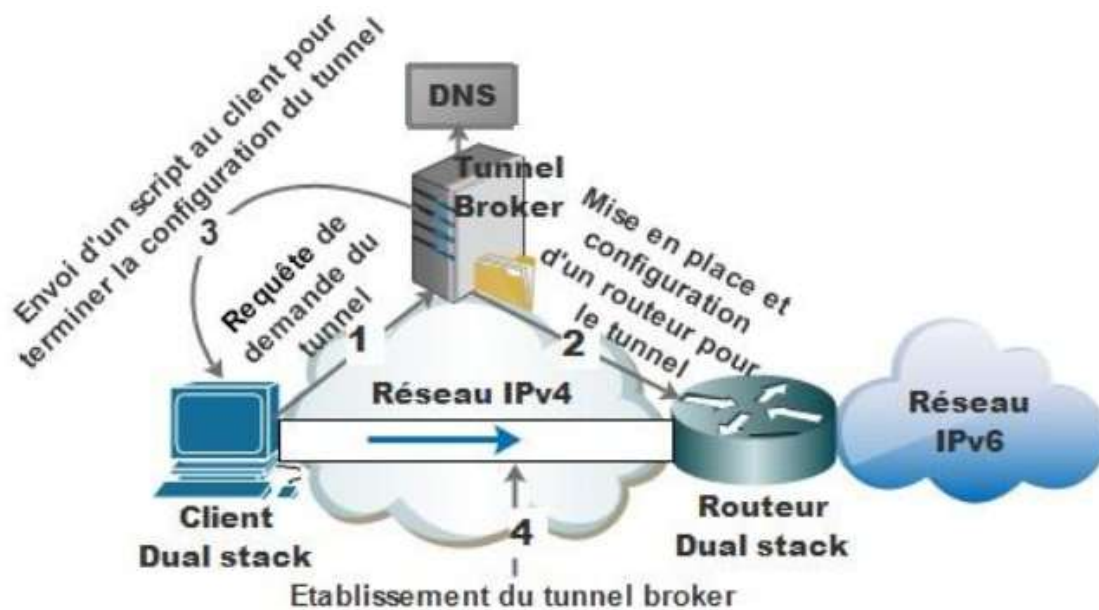 Envoi d'un script au client pour
terminer la configuration du tunnel
DNS
Tunnel
Broker
3
Requête de
demande du
tunnel
1
Mise en place et
configuration
d'un routeur pour
le tunnel
2
Réseau IPv4
Réseau
IPv6
Client
Dual stack
4
Routeur
Dual stack
Etablissement du tunnel broker